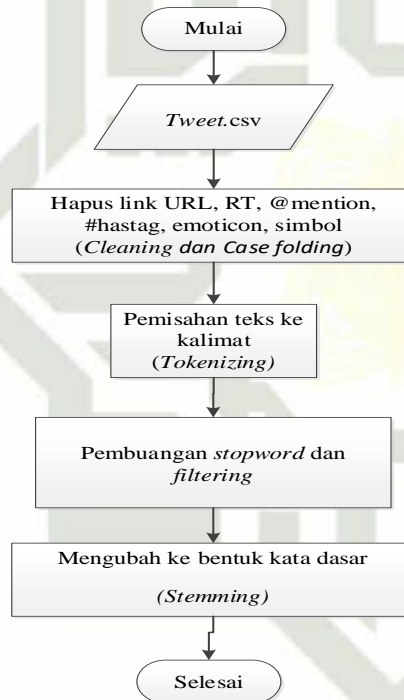 Mulai
Tweet.csv
Hapus link URL, RT, @mention,
#hastag, emoticon, simbol
(Cleaning dan Case folding)
Pemisahan teks ke
kalimat
(Tokenizing)
Pembuangan stopword dan
filtering
Mengubah ke bentuk kata dasar
(Stemming)
Selesai